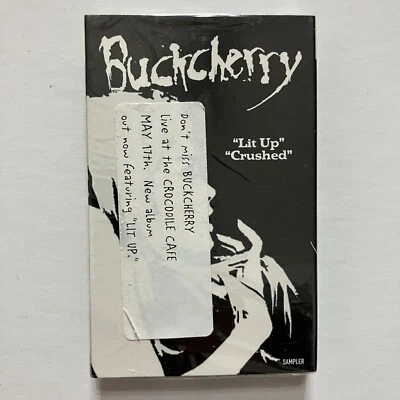 Buckcherry
"Lit Up"
"Crushed"
Don't miss BUCKCHERRY
live at the CROCODILE CAFE
MAY 17th. New album
out now featuring "LIT UP."
SAMPLER